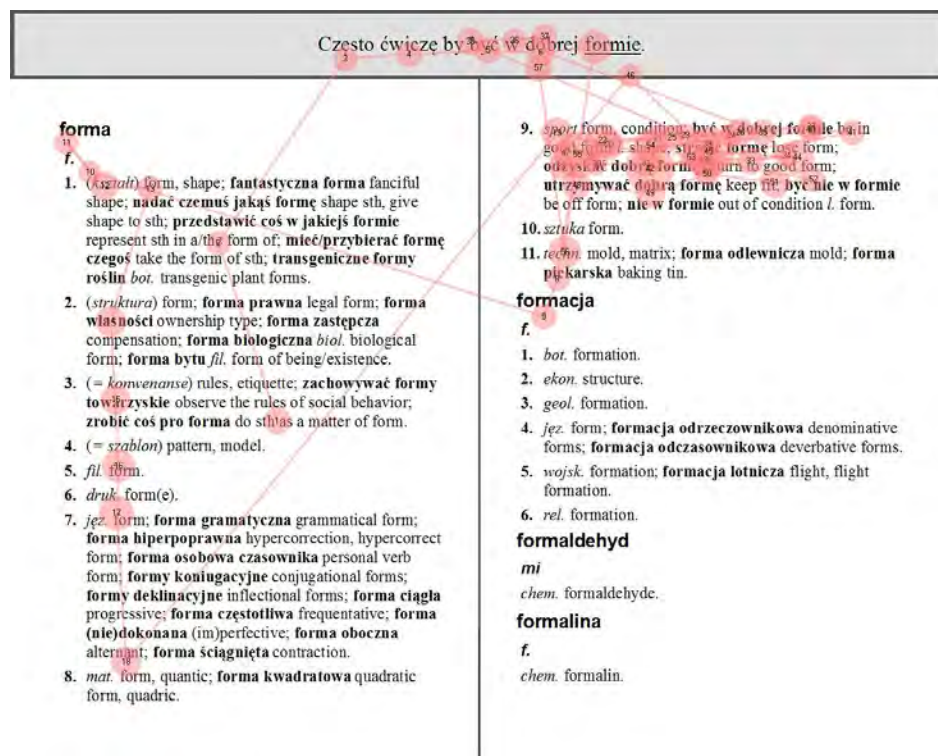 Często ćwiczę by być w dobrej formie.
forma
f.
1. (kształt) form, shape; fantastyczna forma fanciful
shape; nadać czemuś jakąś formę shape sth, give
shape to sth; przedstawić coś w jakiejś formie
represent sth in a/the form of; mieć/przybierać formę
czegoś take the form of sth; transgeniczne formy
roślin bot. transgenic plant forms.
2. (struktura) form; forma prawna legal form; forma
własności ownership type; forma zastępcza
compensation; forma biologiczna biol. biological
form; forma bytu fil. form of being/existence.
3. (= konwenanse) rules, etiquette; zachowywać formy
towarzyskie observe the rules of social behavior;
zrobić coś pro forma do sth as a matter of form.
4. (= szablon) pattern, model.
5. fil. form.
6. druk. form(e).
7. jęz. form; forma gramatyczna grammatical form;
forma hiperpoprawna hypercorrection, hypercorrect
form; forma osobowa czasownika personal verb
form; formy koniugacyjne conjugational forms;
formy deklinacyjne inflectional forms; forma ciągła
progressive; forma częstotliwa frequentative; forma
(nie)dokonana (im)perfective; forma oboczna
alternant; forma ściągnięta contraction.
8. mat. form, quantic; forma kwadratowa quadratic
form, quadric.
9. sport form, condition; być w dobrej formie be in
good form l. shape; stracić formę lose form;
odzyskać dobrą formę return to good form;
utrzymywać dobrą formę keep fit; być nie w formie
be off form; nie w formie out of condition l. form.
10. sztuka form.
11. techn. mold, matrix; forma odlewnicza mold; forma
piekarska baking tin.
formacja
f.
1. bot. formation.
2. ekon. structure.
3. geol. formation.
4. jęz. form; formacja odrzeczownikowa denominative
forms; formacja odczasownikowa deverbative forms.
5. wojsk. formation; formacja lotnicza flight, flight
formation.
6. rel. formation.
formaldehyd
mi
chem. formaldehyde.
formalina
f.
chem. formalin.